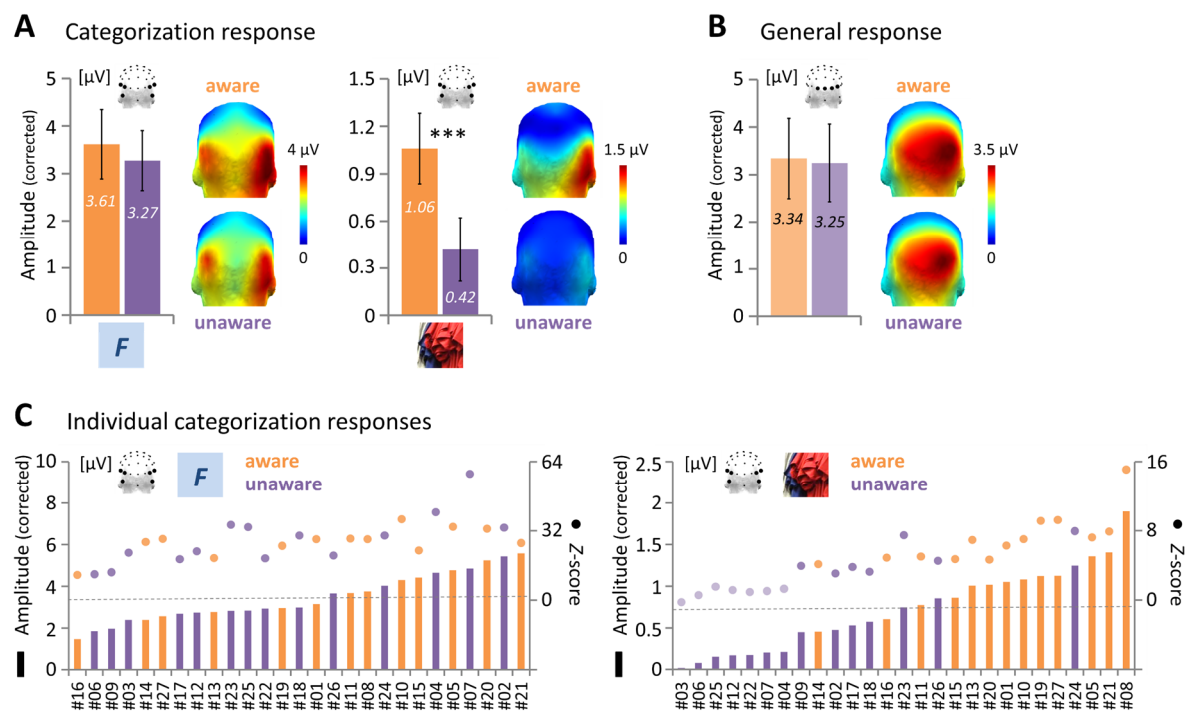 A Categorization response
B General response
[µV]
5
4
3
2
1
0
Amplitude (corrected)
3.61
3.27
F
aware
4 µV
0
unaware
[µV]
1.5
1.2
0.9
0.6
0.3
0
***
1.06
0.42
aware
1.5 µV
0
unaware
[µV]
5
4
3
2
1
0
Amplitude (corrected)
3.34
3.25
aware
3.5 µV
0
unaware
C Individual categorization responses
[µV]
F
aware
unaware
10
8
6
4
2
0
Amplitude (corrected)
64
32
0
Z-score
#16 #06 #09 #03 #14 #27 #17 #12 #13 #23 #25 #22 #19 #18 #01 #26 #11 #08 #24 #10 #15 #04 #05 #07 #20 #02 #21
[µV]
aware
unaware
2.5
2
1.5
1
0.5
0
Amplitude (corrected)
16
8
0
Z-score
#03 #06 #25 #12 #22 #07 #04 #09 #14 #02 #17 #18 #16 #23 #11 #26 #15 #13 #20 #01 #10 #19 #27 #24 #05 #21 #08